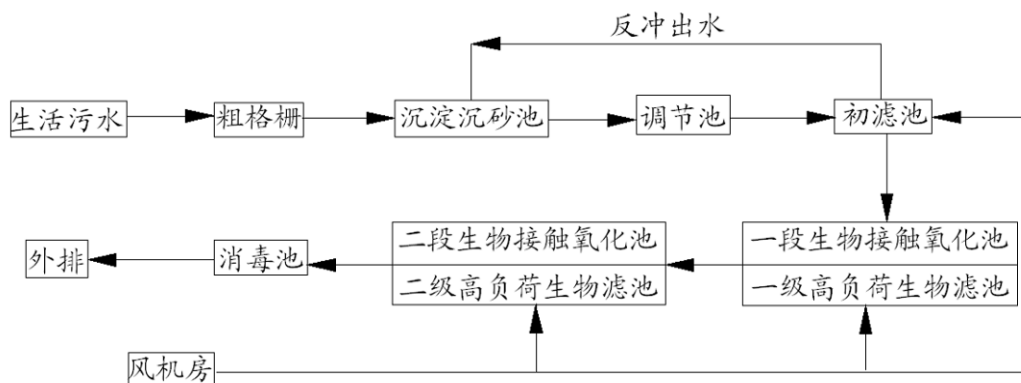 反冲出水
生活污水
粗格栅
沉淀沉砂池
调节池
初滤池
外排
消毒池
二段生物接触氧化池
二级高负荷生物滤池
一段生物接触氧化池
一级高负荷生物滤池
风机房